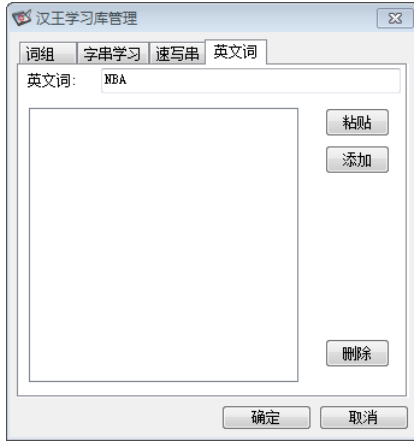 汉王学习库管理
词组 字串学习 速写串 英文词
英文词: NBA
粘贴
添加
删除
确定 取消